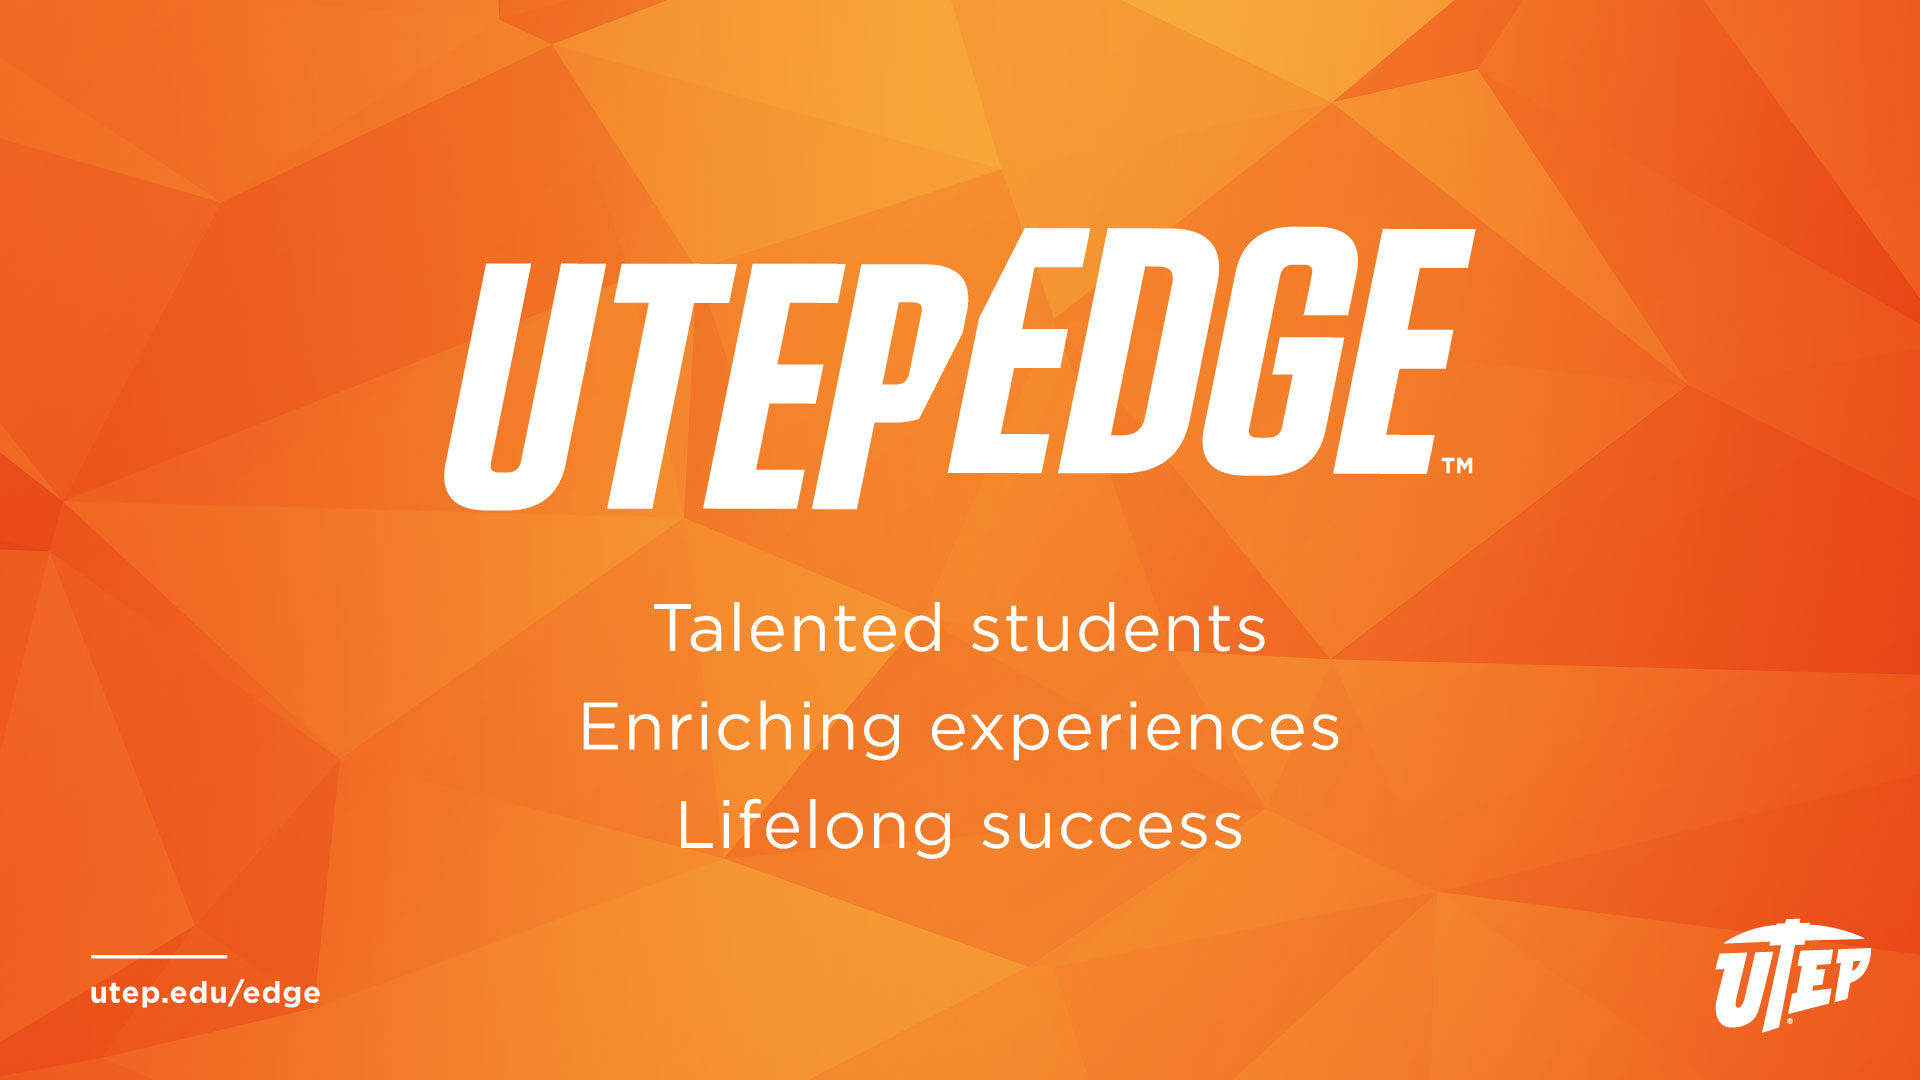 UTEPEDGE™
Talented students
Enriching experiences
Lifelong success
utep.edu/edge
UTEP®